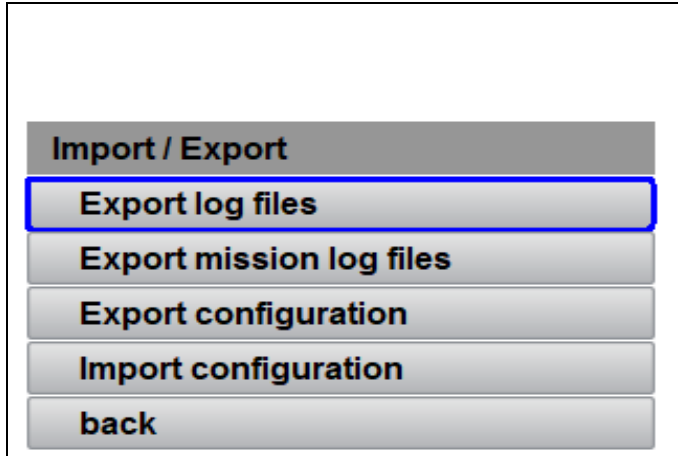 Import / Export
Export log files
Export mission log files
Export configuration
Import configuration
back